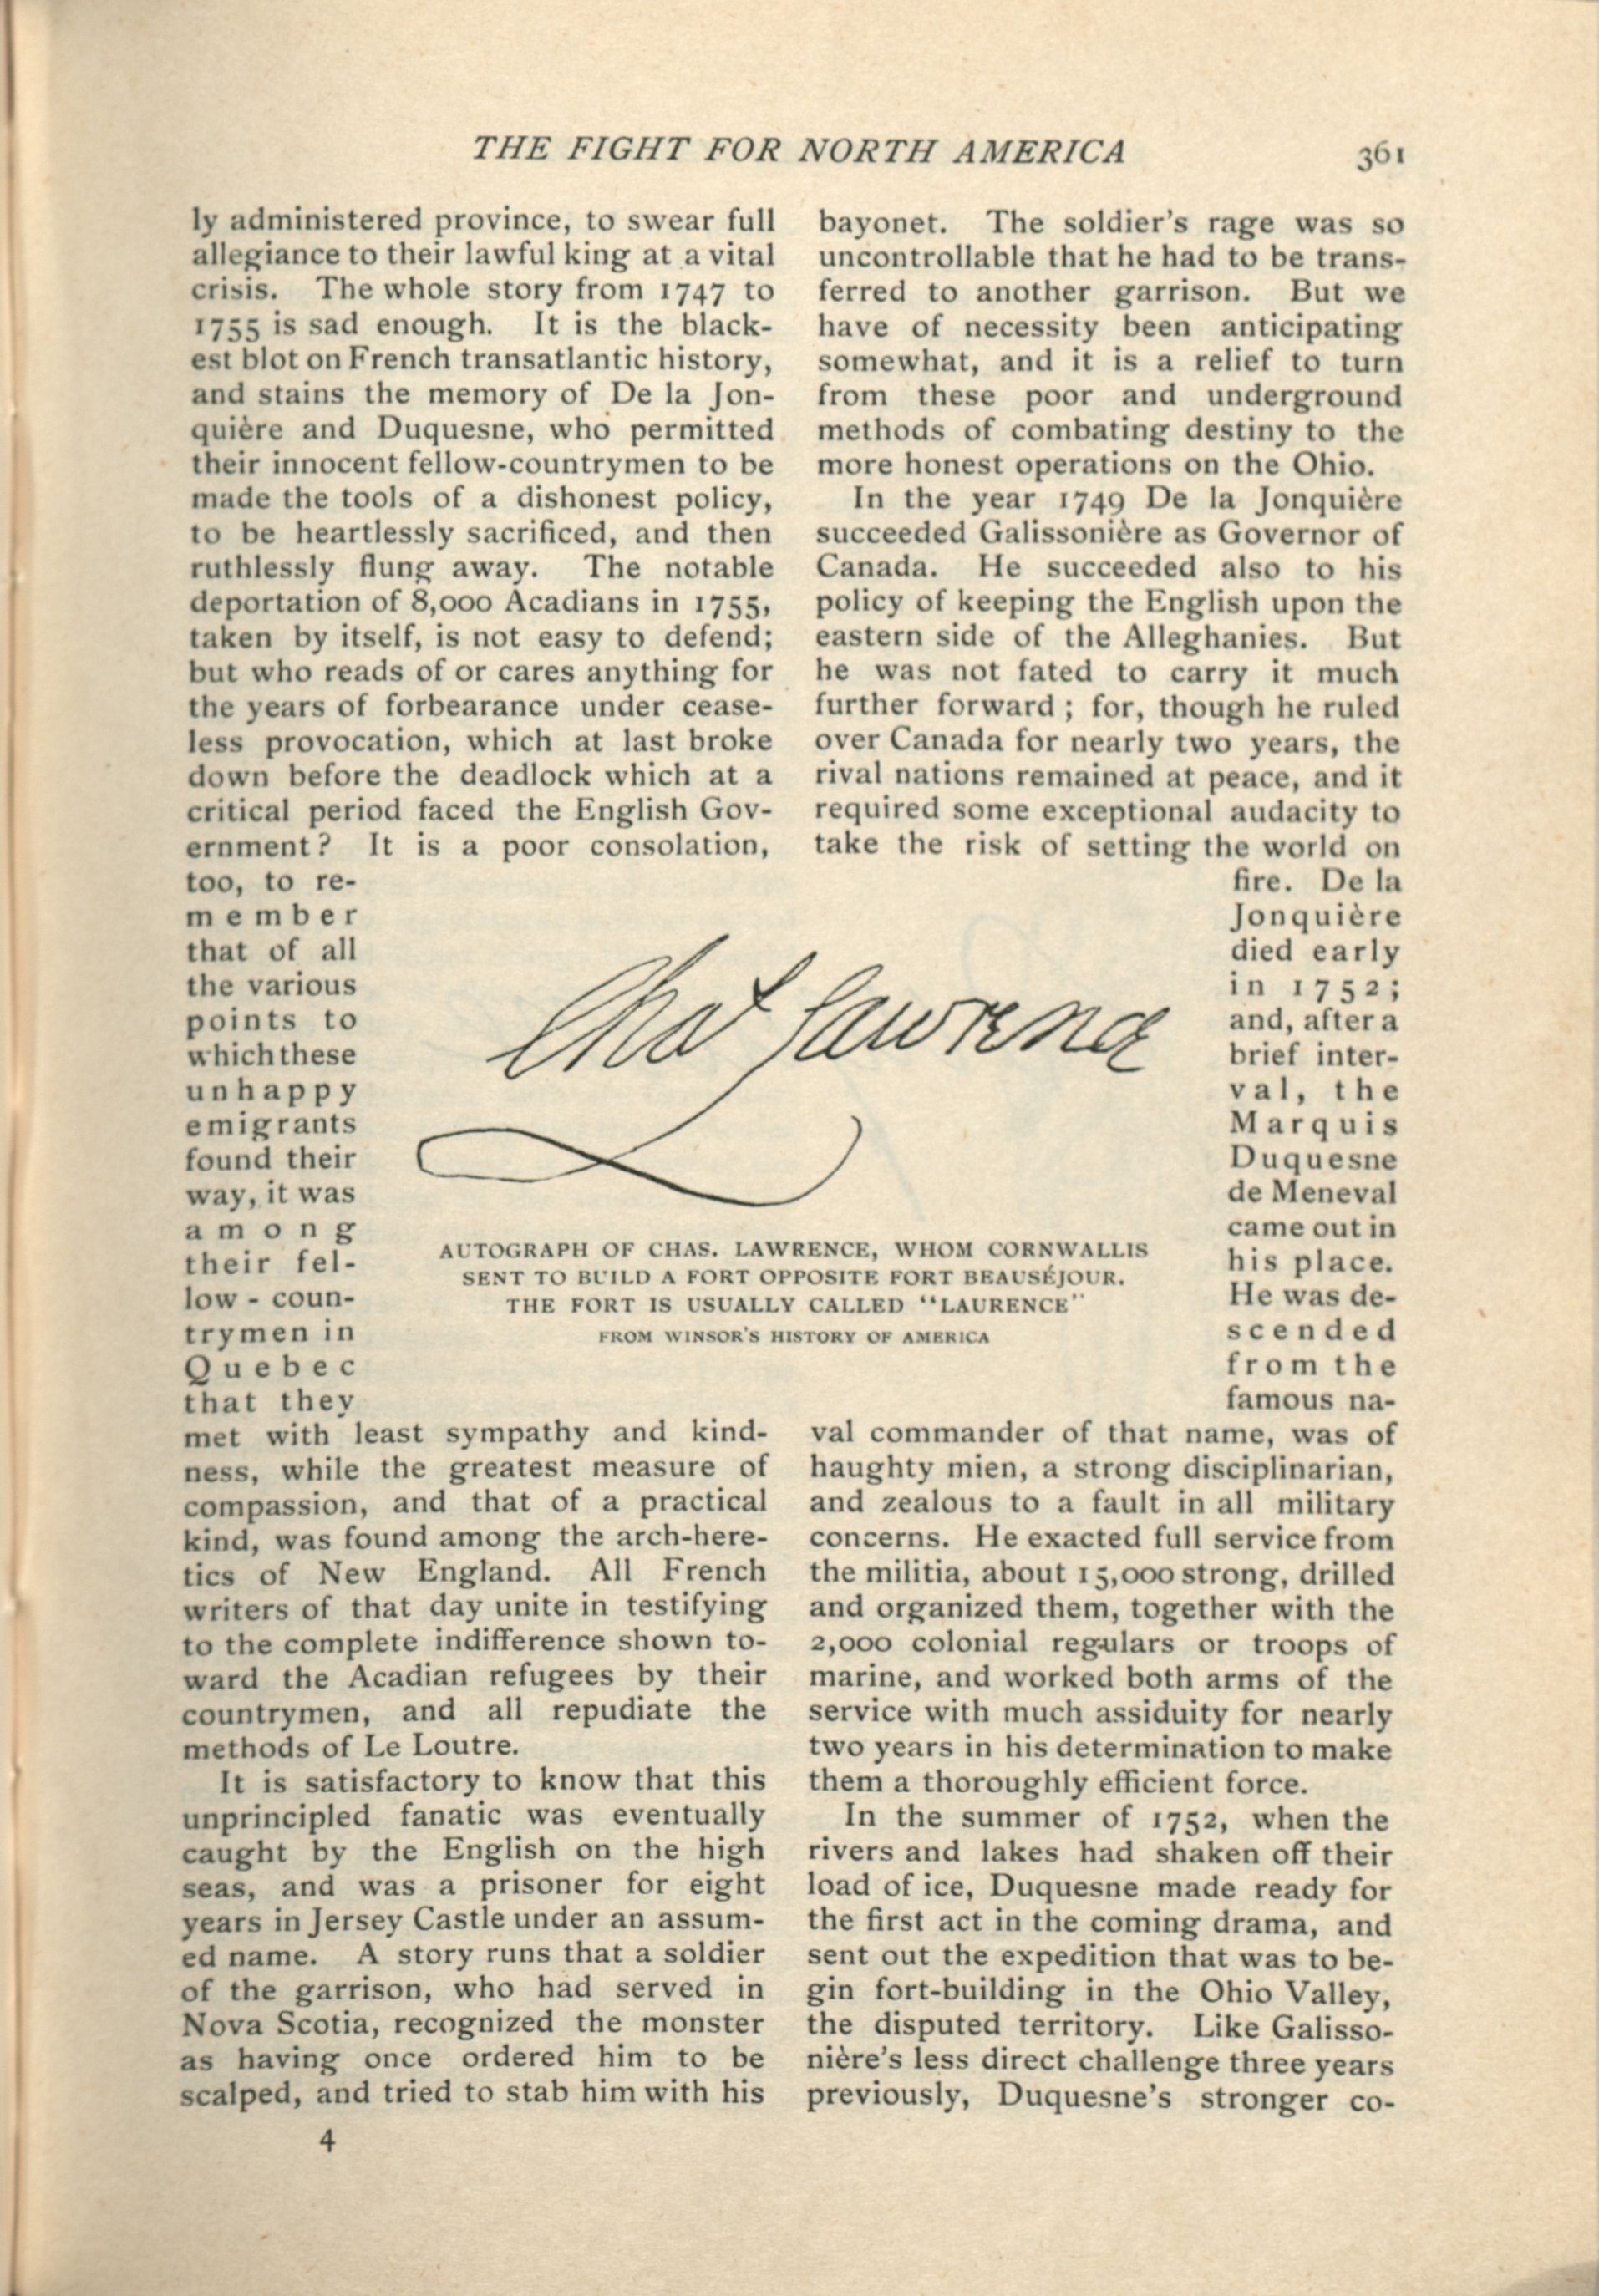 THE FIGHT FOR NORTH AMERICA
361
ly administered province, to swear full
allegiance to their lawful king at a vital
crisis. The whole story from 1747 to
1755 is sad enough. It is the black-
est blot on French transatlantic history,
and stains the memory of De la Jon-
quière and Duquesne, who permitted
their innocent fellow-countrymen to be
made the tools of a dishonest policy,
to be heartlessly sacrificed, and then
ruthlessly flung away. The notable
deportation of 8,000 Acadians in 1755,
taken by itself, is not easy to defend;
but who reads of or cares anything for
the years of forbearance under cease-
less provocation, which at last broke
down before the deadlock which at a
critical period faced the English Gov-
ernment? It is a poor consolation,
too, to re-
member
that of all
the various
points to
which these
unhappy
emigrants
found their
way, it was
among
their fel-
low-coun-
trymen in
Quebec
that they
met with least sympathy and kind-
ness, while the greatest measure of
compassion, and that of a practical
kind, was found among the arch-here-
tics of New England. All French
writers of that day unite in testifying
to the complete indifference shown to-
ward the Acadian refugees by their
countrymen, and all repudiate the
methods of Le Loutre.
It is satisfactory to know that this
unprincipled fanatic was eventually
caught by the English on the high
seas, and was a prisoner for eight
years in Jersey Castle under an assum-
ed name. A story runs that a soldier
of the garrison, who had served in
Nova Scotia, recognized the monster
as having once ordered him to be
scalped, and tried to stab him with his
4
Chas Lawrence
AUTOGRAPH OF CHAS. LAWRENCE, WHOM CORNWALLIS
SENT TO BUILD A FORT OPPOSITE FORT BEAUSÉJOUR.
THE FORT IS USUALLY CALLED "LAURENCE"
FROM WINSOR'S HISTORY OF AMERICA
bayonet. The soldier's rage was so
uncontrollable that he had to be trans-
ferred to another garrison. But we
have of necessity been anticipating
somewhat, and it is a relief to turn
from these poor and underground
methods of combating destiny to the
more honest operations on the Ohio.
In the year 1749 De la Jonquière
succeeded Galissonière as Governor of
Canada. He succeeded also to his
policy of keeping the English upon the
eastern side of the Alleghanies. But
he was not fated to carry it much
further forward; for, though he ruled
over Canada for nearly two years, the
rival nations remained at peace, and it
required some exceptional audacity to
take the risk of setting the world on
fire. De la
Jonquière
died early
in 1752;
and, after a
brief inter-
val, the
Marquis
Duquesne
de Meneval
came out in
his place.
He was de-
scended
from the
famous na-
val commander of that name, was of
haughty mien, a strong disciplinarian,
and zealous to a fault in all military
concerns. He exacted full service from
the militia, about 15,000 strong, drilled
and organized them, together with the
2,000 colonial regulars or troops of
marine, and worked both arms of the
service with much assiduity for nearly
two years in his determination to make
them a thoroughly efficient force.
In the summer of 1752, when the
rivers and lakes had shaken off their
load of ice, Duquesne made ready for
the first act in the coming drama, and
sent out the expedition that was to be-
gin fort-building in the Ohio Valley,
the disputed territory. Like Galisso-
nière's less direct challenge three years
previously, Duquesne's stronger co-